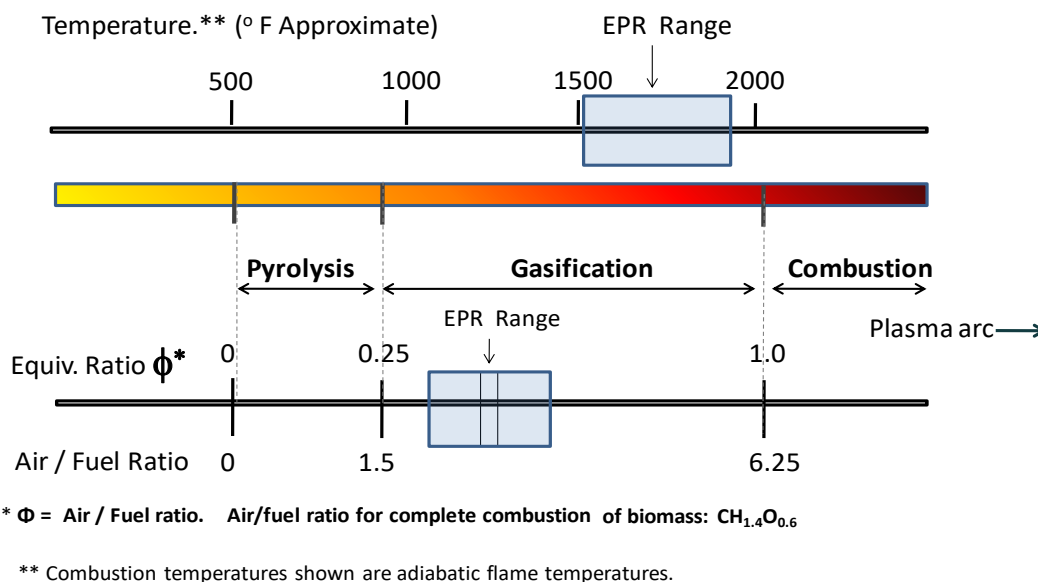 Temperature.** (o F Approximate) EPR Range
500 1000 1500 2000
Pyrolysis Gasification Combustion
EPR Range
Plasma arc
Equiv. Ratio ϕ* 0 0.25 1.0
Air / Fuel Ratio 0 1.5 6.25
* Φ = Air / Fuel ratio. Air/fuel ratio for complete combustion of biomass: CH1.4O0.6
** Combustion temperatures shown are adiabatic flame temperatures.